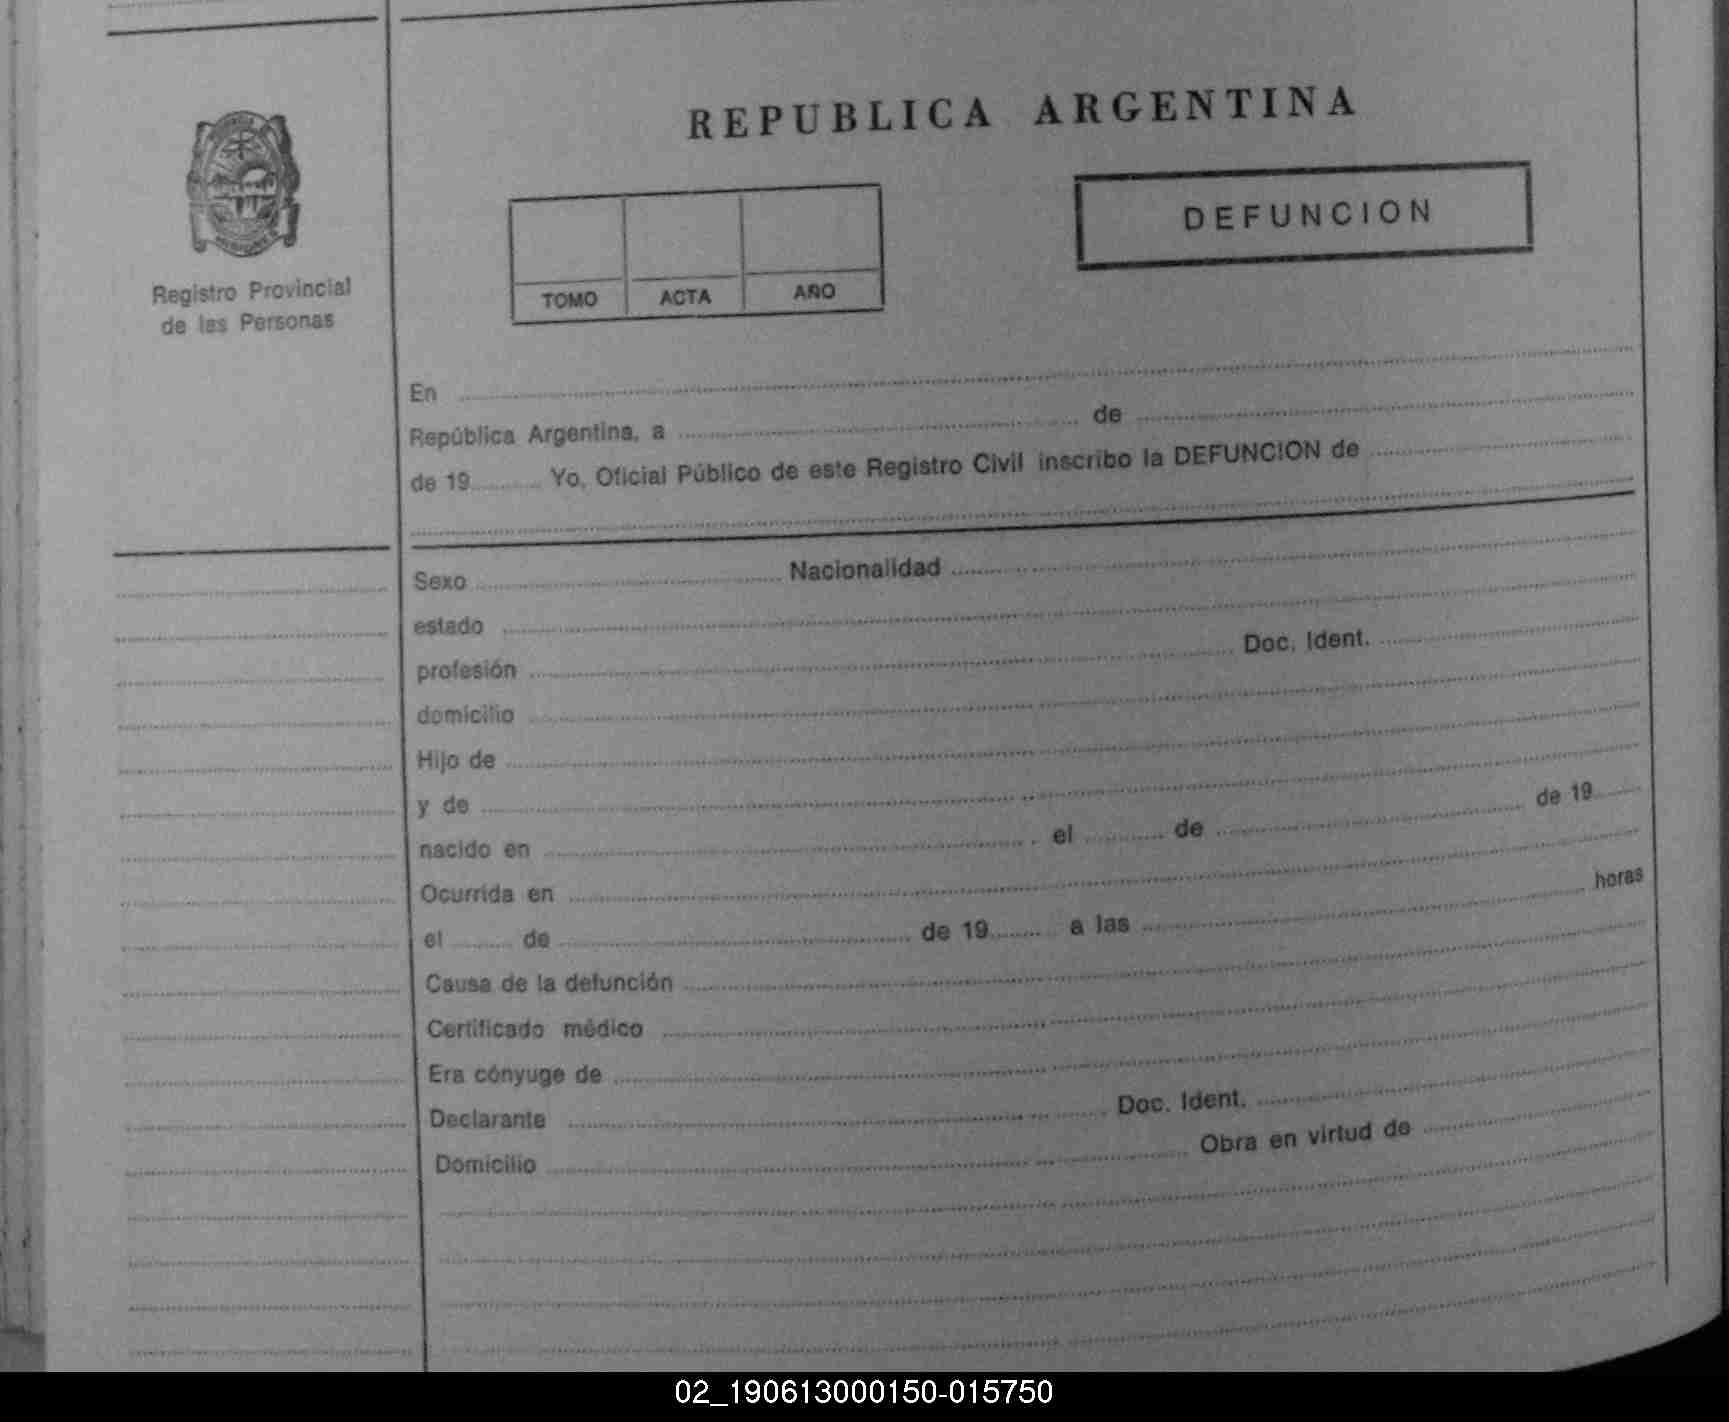 REPUBLICA ARGENTINA
DEFUNCION
TOMO ACTA AÑO
Registro Provincial
de las Personas
En
República Argentina, a de
de 19 Yo, Oficial Público de este Registro Civil inscribo la DEFUNCION de
Sexo Nacionalidad
estado
profesión Doc. Ident.
domicilio
Hijo de
y de
nacido en el de de 19
Ocurrida en
el de de 19 a las horas
Causa de la defunción
Certificado médico
Era cónyuge de
Declarante Doc. Ident.
Domicilio Obra en virtud de
02_190613000150-015750